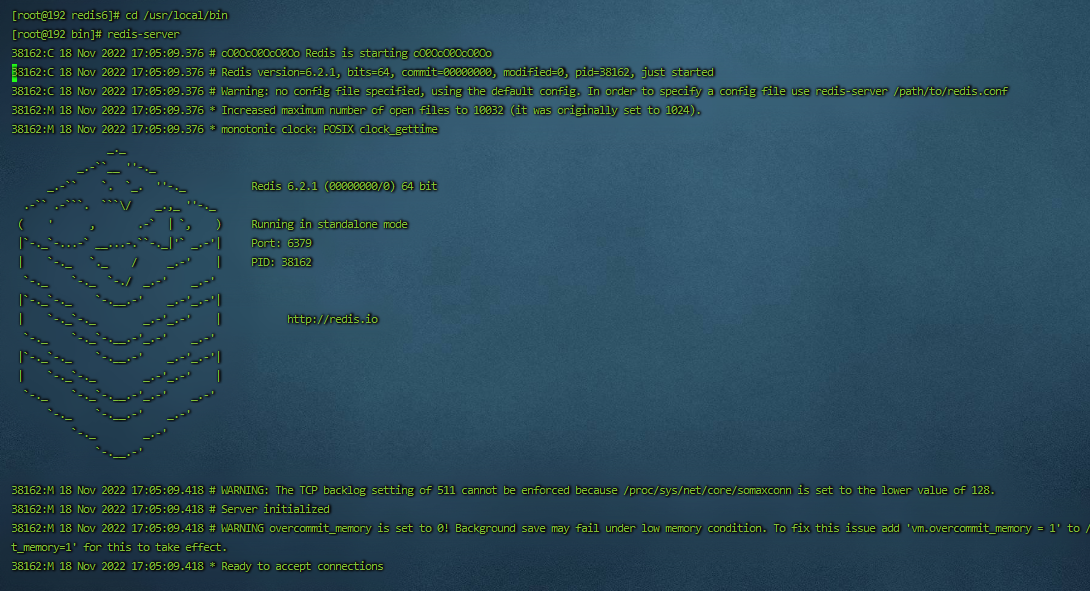 [root@192 redis6]# cd /usr/local/bin
[root@192 bin]# redis-server
38162:C 18 Nov 2022 17:05:09.376 # oO0OoO0OoO0Oo Redis is starting oO0OoO0OoO0Oo
38162:C 18 Nov 2022 17:05:09.376 # Redis version=6.2.1, bits=64, commit=00000000, modified=0, pid=38162, just started
38162:C 18 Nov 2022 17:05:09.376 # Warning: no config file specified, using the default config. In order to specify a config file use redis-server /path/to/redis.conf
38162:M 18 Nov 2022 17:05:09.376 * Increased maximum number of open files to 10032 (it was originally set to 1024).
38162:M 18 Nov 2022 17:05:09.376 * monotonic clock: POSIX clock_gettime
Redis 6.2.1 (00000000/0) 64 bit
Running in standalone mode
Port: 6379
PID: 38162
http://redis.io
38162:M 18 Nov 2022 17:05:09.418 # WARNING: The TCP backlog setting of 511 cannot be enforced because /proc/sys/net/core/somaxconn is set to the lower value of 128.
38162:M 18 Nov 2022 17:05:09.418 # Server initialized
38162:M 18 Nov 2022 17:05:09.418 # WARNING overcommit_memory is set to 0! Background save may fail under low memory condition. To fix this issue add 'vm.overcommit_memory = 1' to /
t_memory=1' for this to take effect.
38162:M 18 Nov 2022 17:05:09.418 * Ready to accept connections